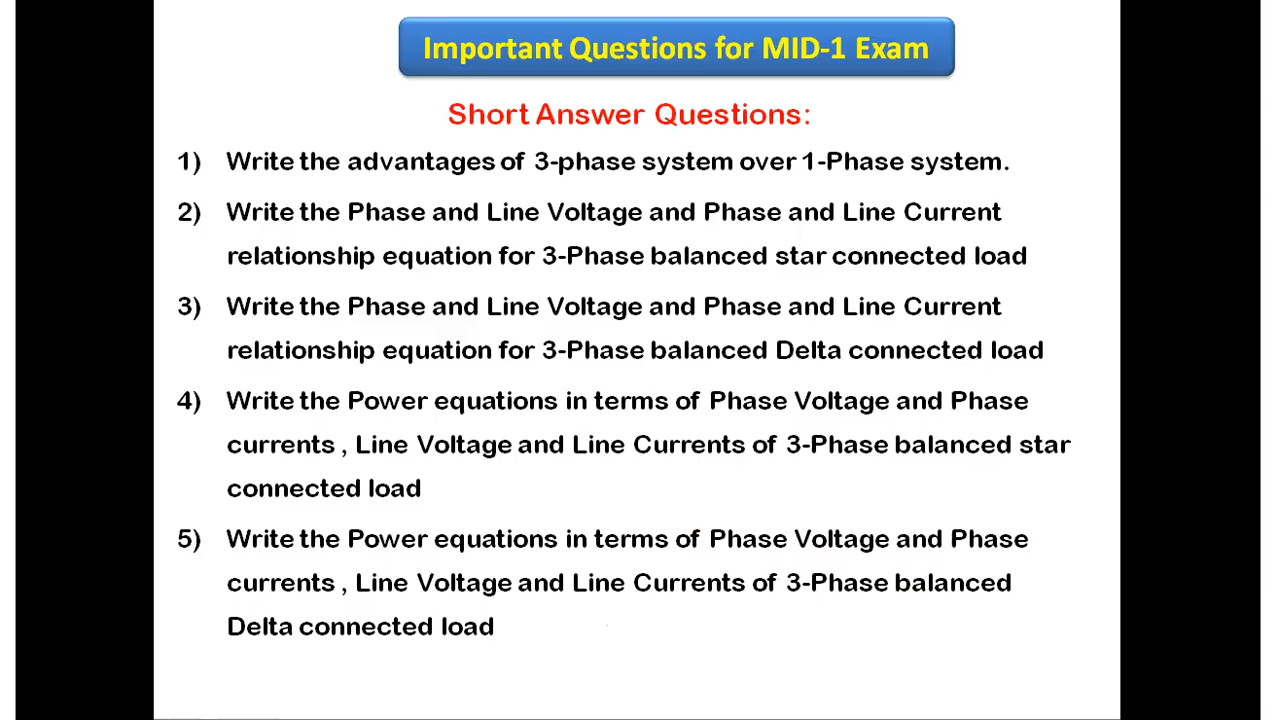 Important Questions for MID-1 Exam
Short Answer Questions:
1) Write the advantages of 3-phase system over 1-Phase system.
2) Write the Phase and Line Voltage and Phase and Line Current
relationship equation for 3-Phase balanced star connected load
3) Write the Phase and Line Voltage and Phase and Line Current
relationship equation for 3-Phase balanced Delta connected load
4) Write the Power equations in terms of Phase Voltage and Phase
currents , Line Voltage and Line Currents of 3-Phase balanced star
connected load
5) Write the Power equations in terms of Phase Voltage and Phase
currents , Line Voltage and Line Currents of 3-Phase balanced
Delta connected load